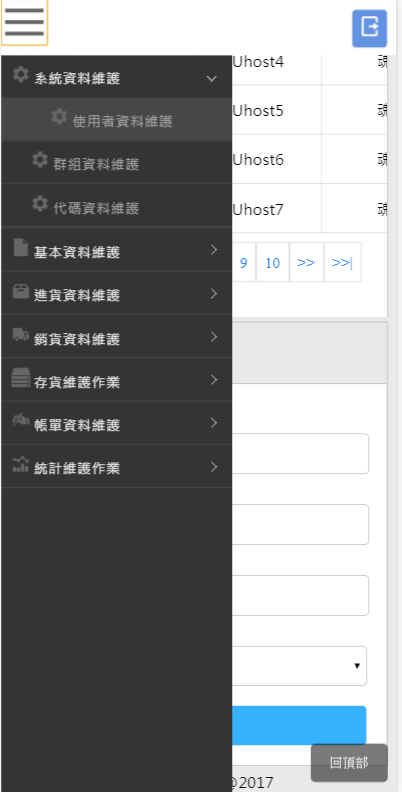 系統資料維護
使用者資料維護
群組資料維護
代碼資料維護
基本資料維護
進貨資料維護
銷貨資料維護
存貨維護作業
帳單資料維護
統計維護作業
Uhost4
Uhost5
Uhost6
Uhost7
9 10 >> >>|
回頂部
2017